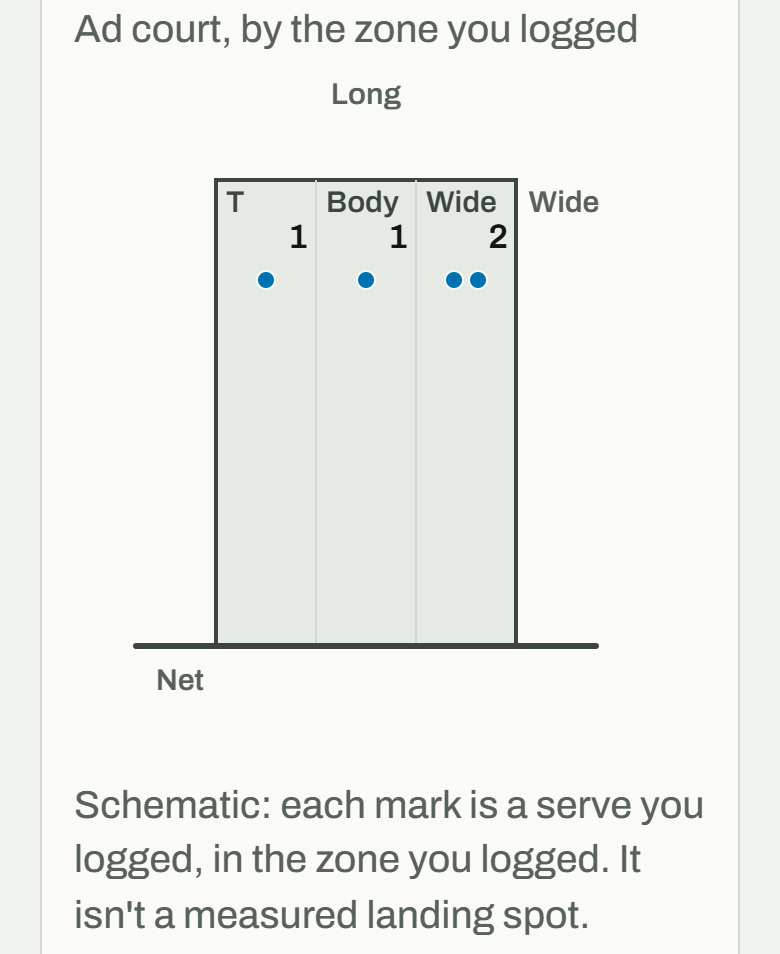 Ad court, by the zone you logged
Long
T Body Wide Wide
1 1 2
Net
Schematic: each mark is a serve you
logged, in the zone you logged. It
isn't a measured landing spot.